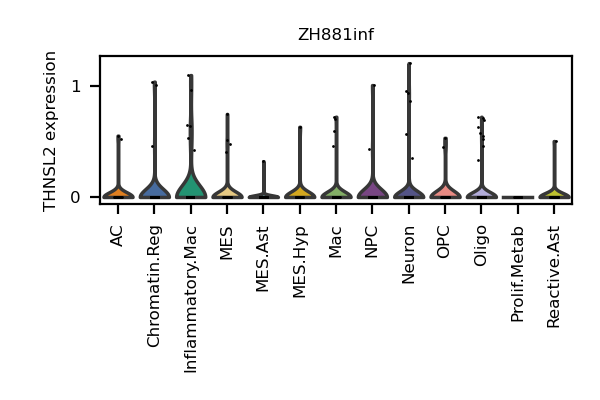 ZH881inf
THNSL2 expression
1
0
AC
Chromatin.Reg
Inflammatory.Mac
MES
MES.Ast
MES.Hyp
Mac
NPC
Neuron
OPC
Oligo
Prolif.Metab
Reactive.Ast